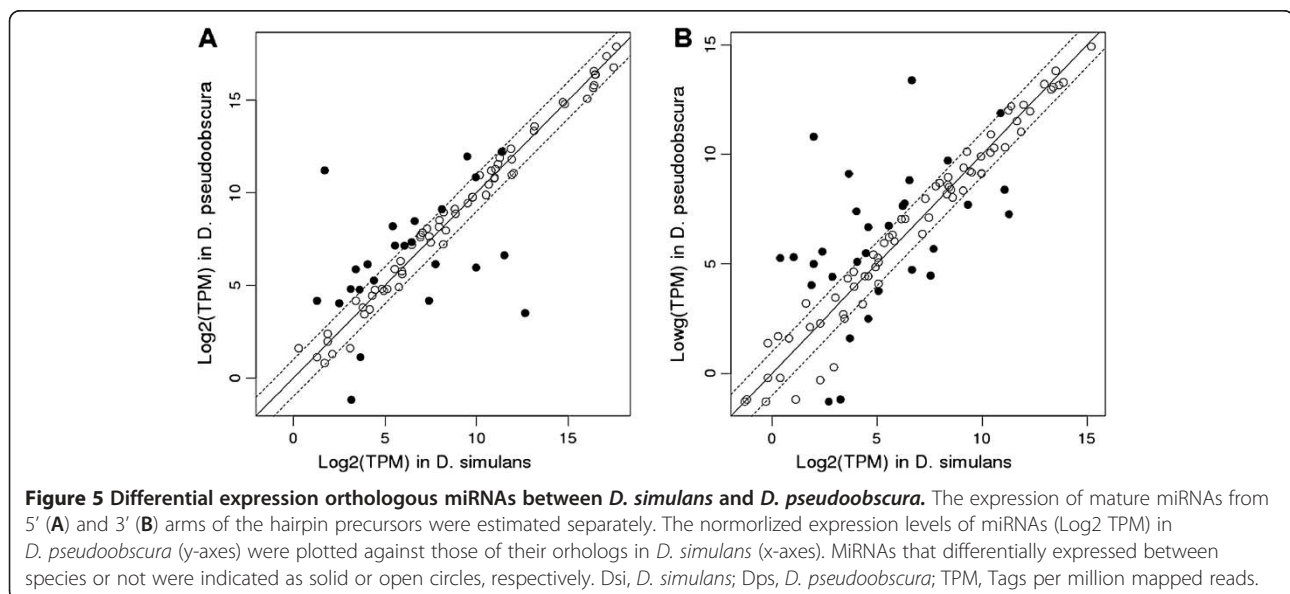 A
Log2(TPM) in D. pseudoobscura
15
10
5
0
0 5 10 15
Log2(TPM) in D. simulans
B
Lowg(TPM) in D. pseudoobscura
15
10
5
0
0 5 10 15
Log2(TPM) in D. simulans
Figure 5 Differential expression orthologous miRNAs between D. simulans and D. pseudoobscura. The expression of mature miRNAs from
5’ (A) and 3’ (B) arms of the hairpin precursors were estimated separately. The normorlized expression levels of miRNAs (Log2 TPM) in
D. pseudoobscura (y-axes) were plotted against those of their orhologs in D. simulans (x-axes). MiRNAs that differentially expressed between
species or not were indicated as solid or open circles, respectively. Dsi, D. simulans; Dps, D. pseudoobscura; TPM, Tags per million mapped reads.